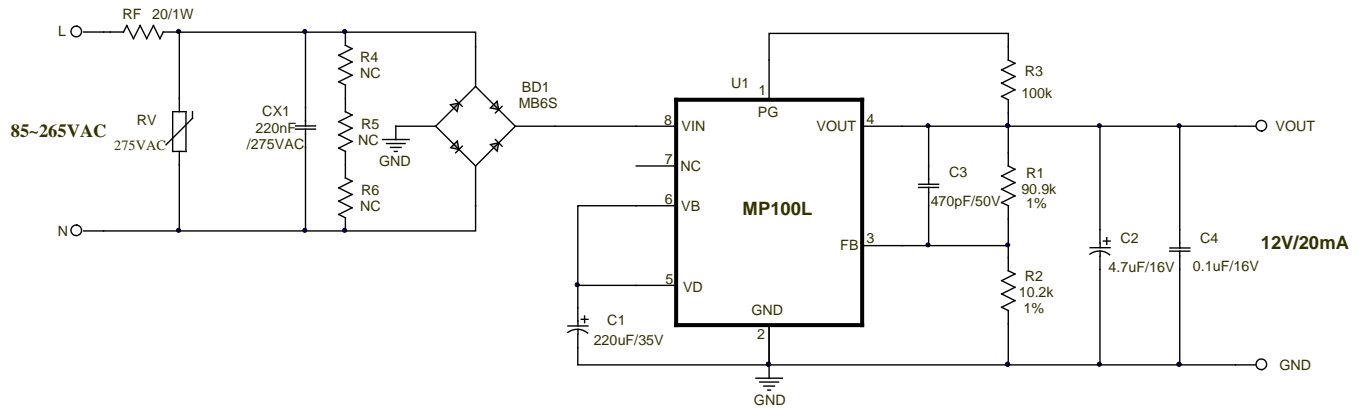 RF 20/1W
L
R4
NC
U1
1
PG
R3
100k
BD1
MB6S
85~265VAC
RV
275VAC
CX1
220nF
/275VAC
R5
NC
GND
8
VIN
VOUT
4
VOUT
7
NC
R6
NC
C3
470pF/50V
R1
90.9k
1%
6
VB
MP100L
N
FB
3
C2
4.7uF/16V
C4
0.1uF/16V
12V/20mA
5
VD
R2
10.2k
1%
GND
2
C1
220uF/35V
GND
GND